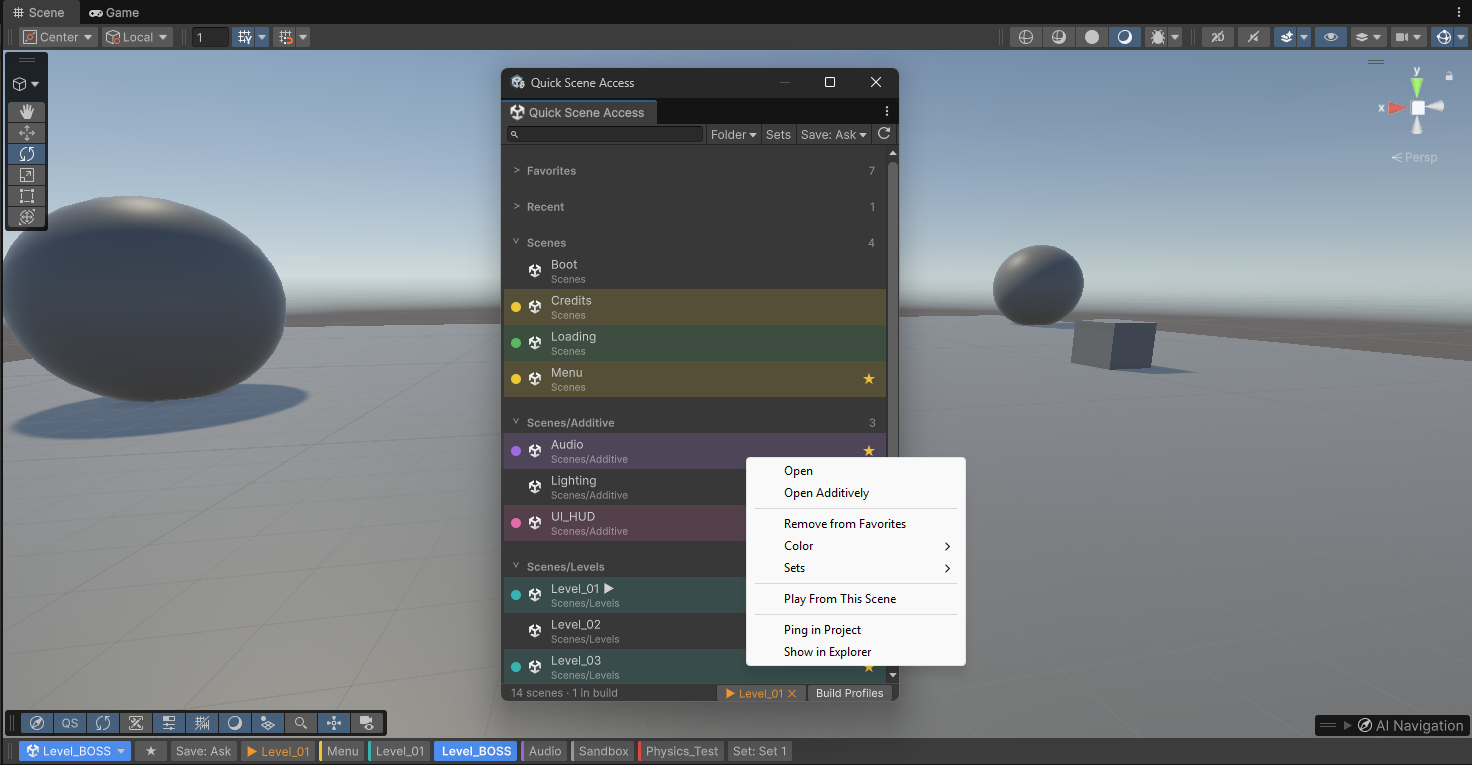 Scene
Game
Center
Local
1
2D
y
x
Persp
Quick Scene Access
Quick Scene Access
Folder
Sets
Save: Ask
Favorites
7
Recent
1
Scenes
4
Boot
Scenes
Credits
Scenes
Loading
Scenes
Menu
Scenes
Scenes/Additive
3
Audio
Scenes/Additive
Lighting
Scenes/Additive
UI_HUD
Scenes/Additive
Scenes/Levels
Level_01
Scenes/Levels
Level_02
Scenes/Levels
Level_03
Scenes/Levels
Open
Open Additively
Remove from Favorites
Color
Sets
Play From This Scene
Ping in Project
Show in Explorer
14 scenes · 1 in build
Level_01
Build Profiles
QS
AI Navigation
Level_BOSS
Save: Ask
Level_01
Menu
Level_01
Level_BOSS
Audio
Sandbox
Physics_Test
Set: Set 1